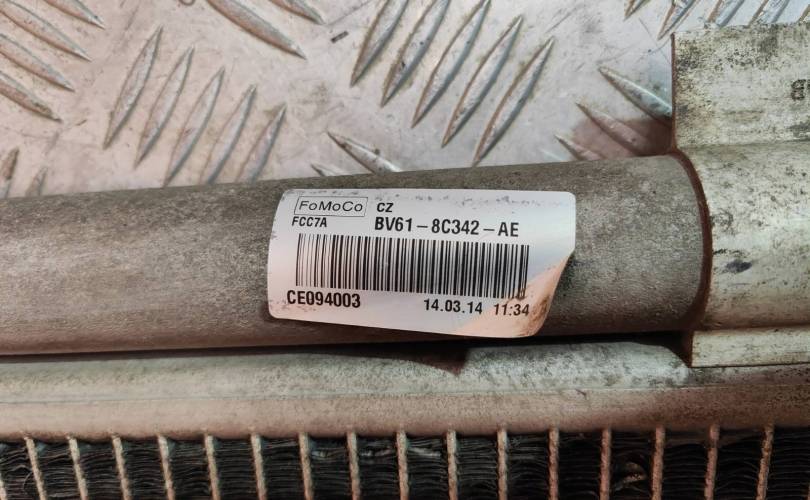 FoMoCo CZ
FCC7A BV61-8C342-AE
CE094003 14.03.14 11:34